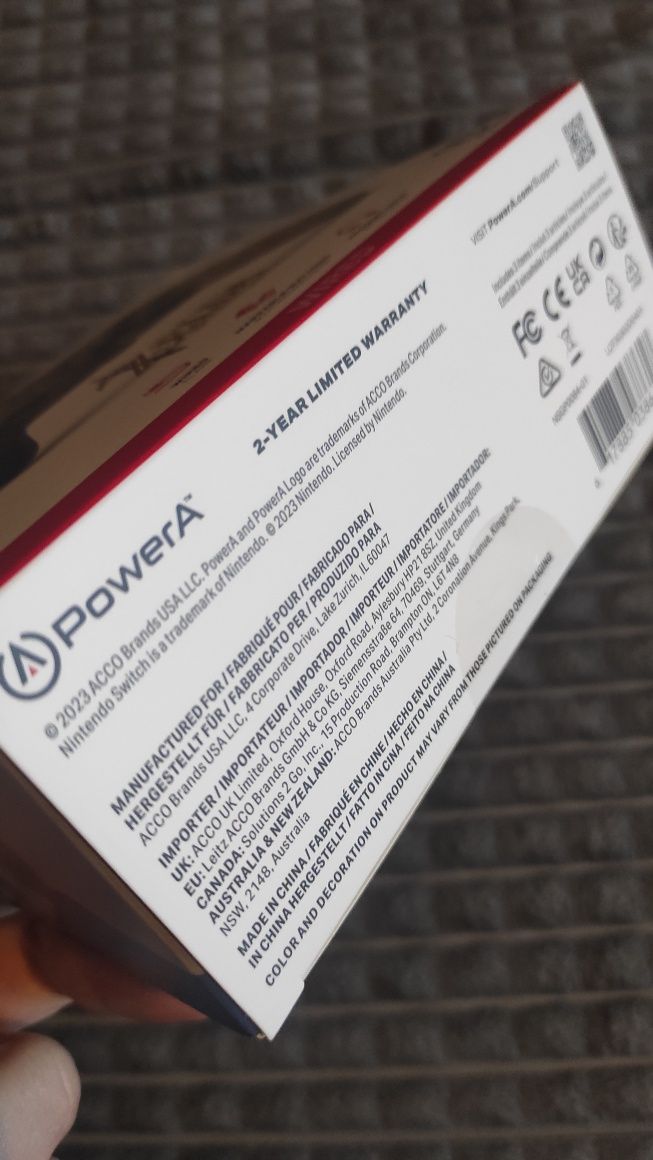 PowerA™
2-YEAR LIMITED WARRANTY
© 2023 ACCO Brands USA LLC. PowerA and PowerA Logo are trademarks of ACCO Brands Corporation.
Nintendo Switch is a trademark of Nintendo. © 2023 Nintendo. Licensed by Nintendo.
MANUFACTURED FOR / FABRIQUÉ POUR / FABRICADO PARA /
HERGESTELLT FÜR / FABBRICATO PER / PRODUZIDO PARA
ACCO Brands USA LLC, 4 Corporate Drive, Lake Zurich, IL 60047
IMPORTER / IMPORTATEUR / IMPORTADOR / IMPORTEUR / IMPORTATORE / IMPORTADOR:
UK: ACCO UK Limited, Oxford House, Oxford Road, Aylesbury HP21 8SZ, United Kingdom
EU: Leitz ACCO Brands GmbH & Co KG, Siemensstraße 64, 70469, Stuttgart, Germany
CANADA: Solutions 2 Go, Inc., 15 Production Road, Brampton ON, L6T 4N8
AUSTRALIA & NEW ZEALAND: ACCO Brands Australia Pty Ltd, 2 Coronation Avenue, Kings Park
NSW, 2148, Australia
MADE IN CHINA / FABRIQUÉ EN CHINE / HECHO EN CHINA /
IN CHINA HERGESTELLT / FATTO IN CINA / FEITO NA CHINA
COLOR AND DECORATION ON PRODUCT MAY VARY FROM THOSE PICTURED ON PACKAGING
VISIT PowerA.com/Support
FC CE UK CA